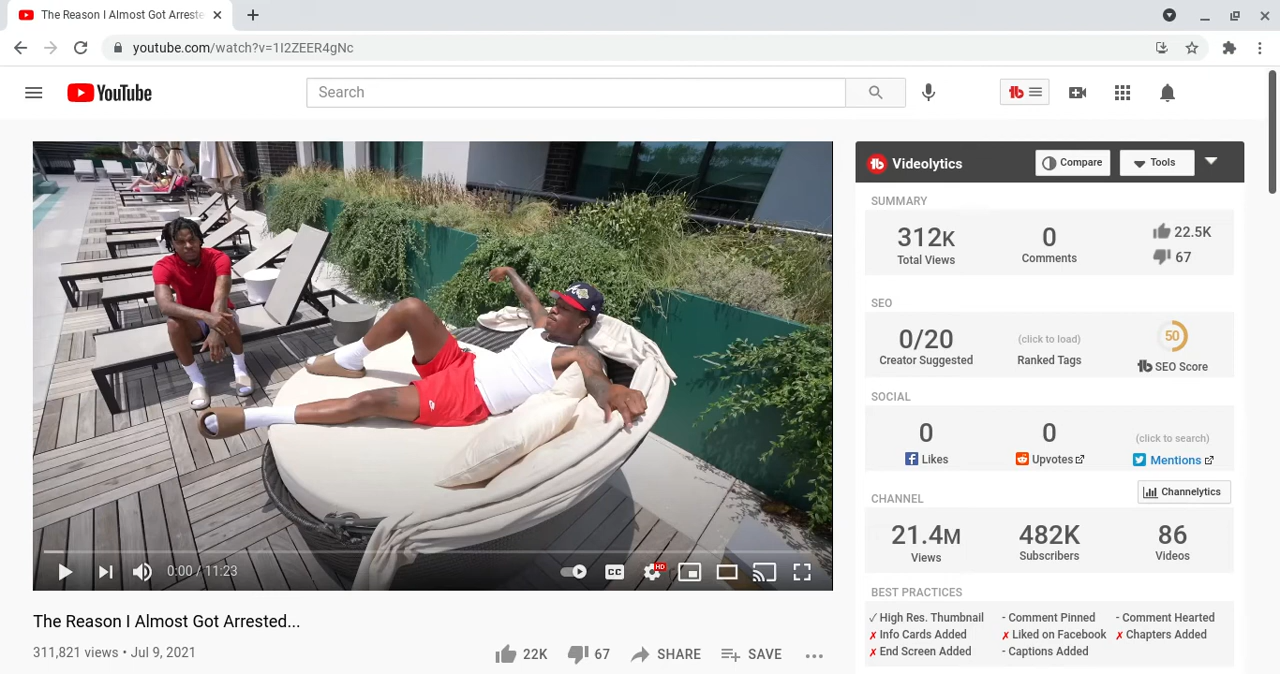 The Reason I Almost Got Arreste
youtube.com/watch?v=1I2ZEER4gNc
YouTube
Search
tb
Videolytics
Compare
Tools
SUMMARY
312K
Total Views
0
Comments
22.5K
67
SEO
0/20
Creator Suggested
(click to load)
Ranked Tags
50
tb SEO Score
SOCIAL
0
Likes
0
Upvotes
(click to search)
Mentions
CHANNEL
Channelytics
21.4M
Views
482K
Subscribers
86
Videos
BEST PRACTICES
✓ High Res. Thumbnail - Comment Pinned - Comment Hearted
✗ Info Cards Added ✗ Liked on Facebook ✗ Chapters Added
✗ End Screen Added - Captions Added
0:00 / 11:23
CC
HD
The Reason I Almost Got Arrested...
311,821 views • Jul 9, 2021
22K 67 SHARE SAVE ...